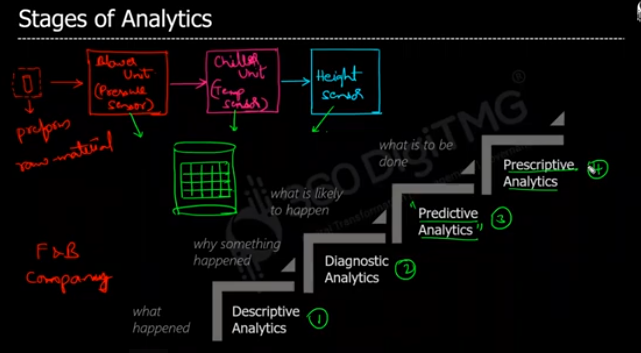 Stages of Analytics
Blower
Unit
(Pressure
Sensor)
Chiller
Unit
(Temp
Sensor)
Height
Sensor
preform
raw material
what is to be
done
Prescriptive
Analytics
4
what is likely
to happen
"Predictive
Analytics"
3
why something
happened
Diagnostic
Analytics
2
F&B
Company
what
happened
Descriptive
Analytics
1
DigiTMG